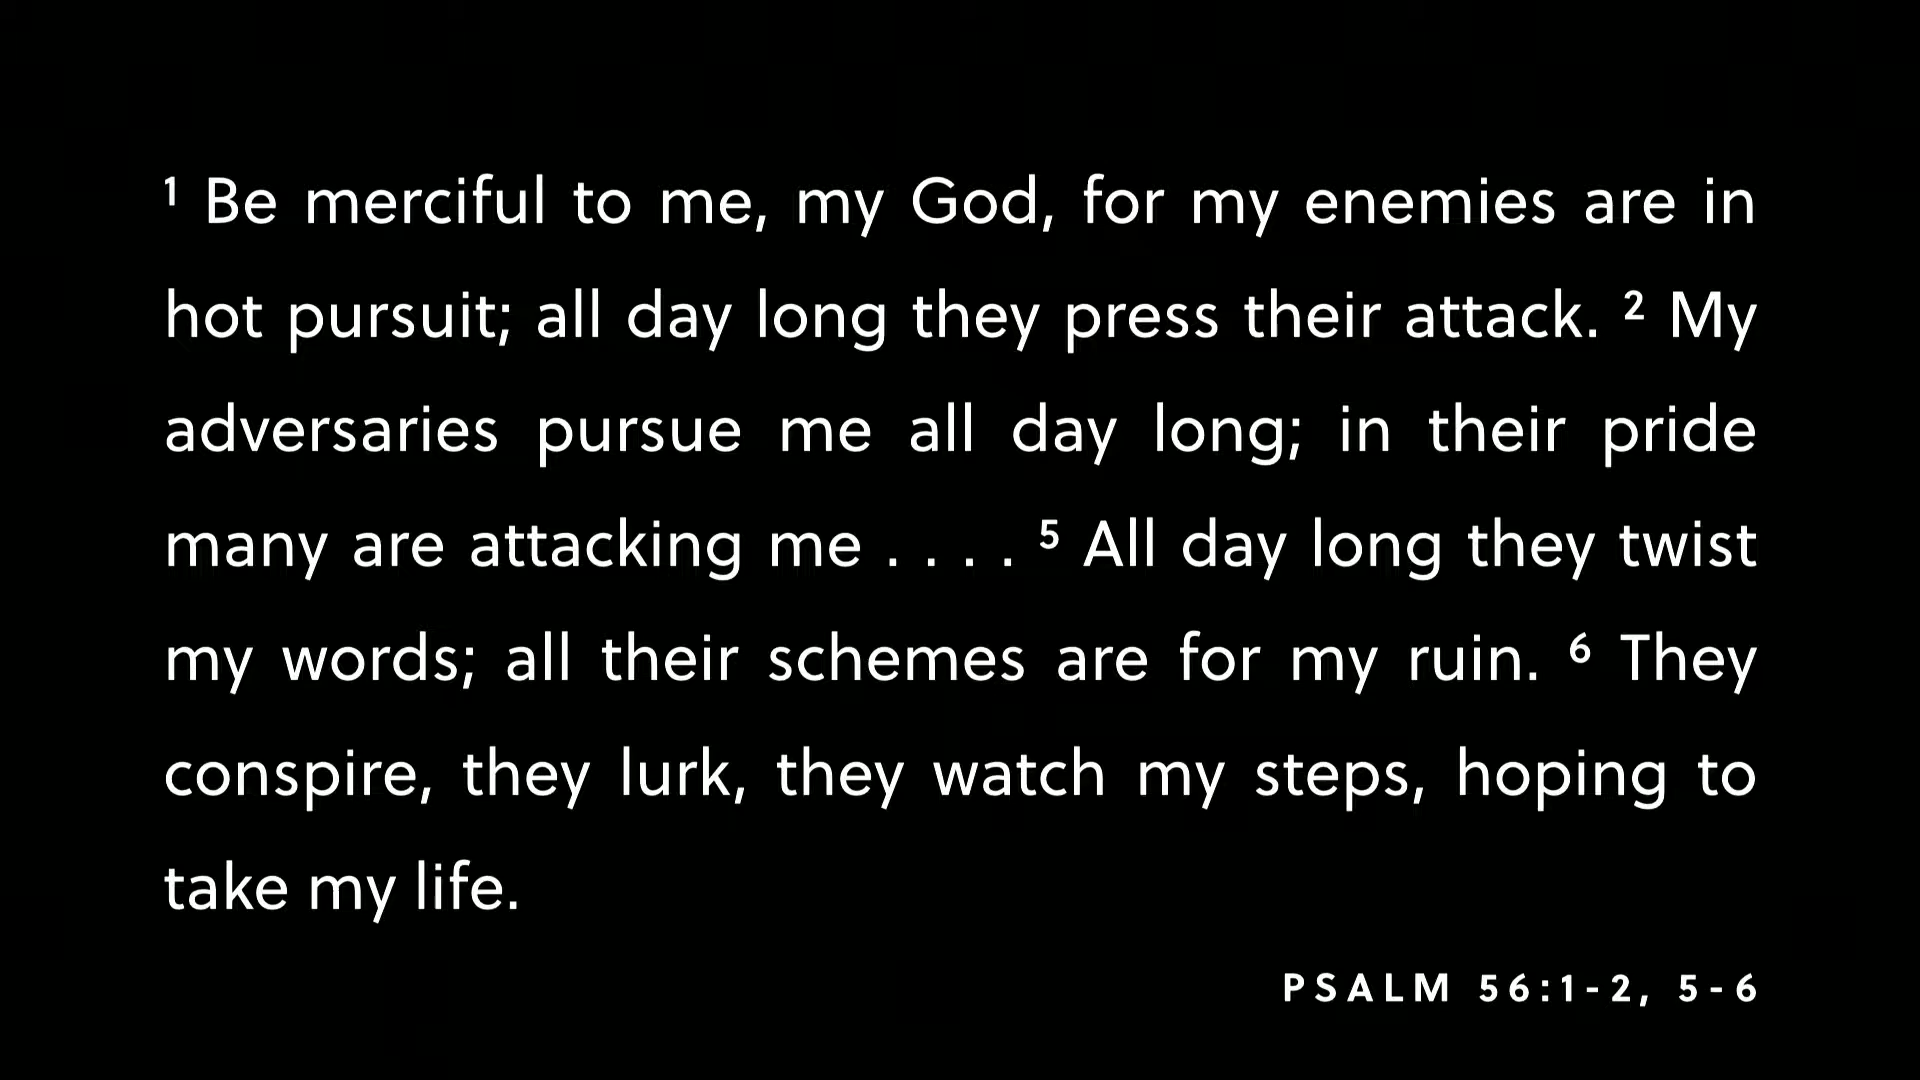 ¹ Be merciful to me, my God, for my enemies are in
hot pursuit; all day long they press their attack. ² My
adversaries pursue me all day long; in their pride
many are attacking me . . . . ⁵ All day long they twist
my words; all their schemes are for my ruin. ⁶ They
conspire, they lurk, they watch my steps, hoping to
take my life.
PSALM 56:1-2, 5-6